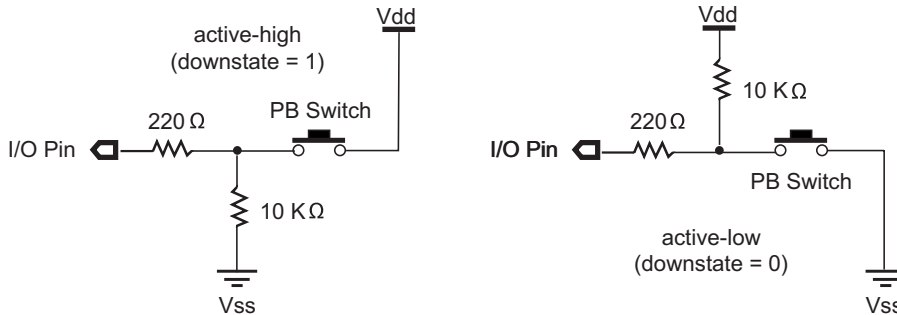 Vdd
active-high
(downstate = 1)
PB Switch
220 Ω
I/O Pin
10 KΩ
Vss
Vdd
10 KΩ
220 Ω
I/O Pin
PB Switch
active-low
(downstate = 0)
Vss